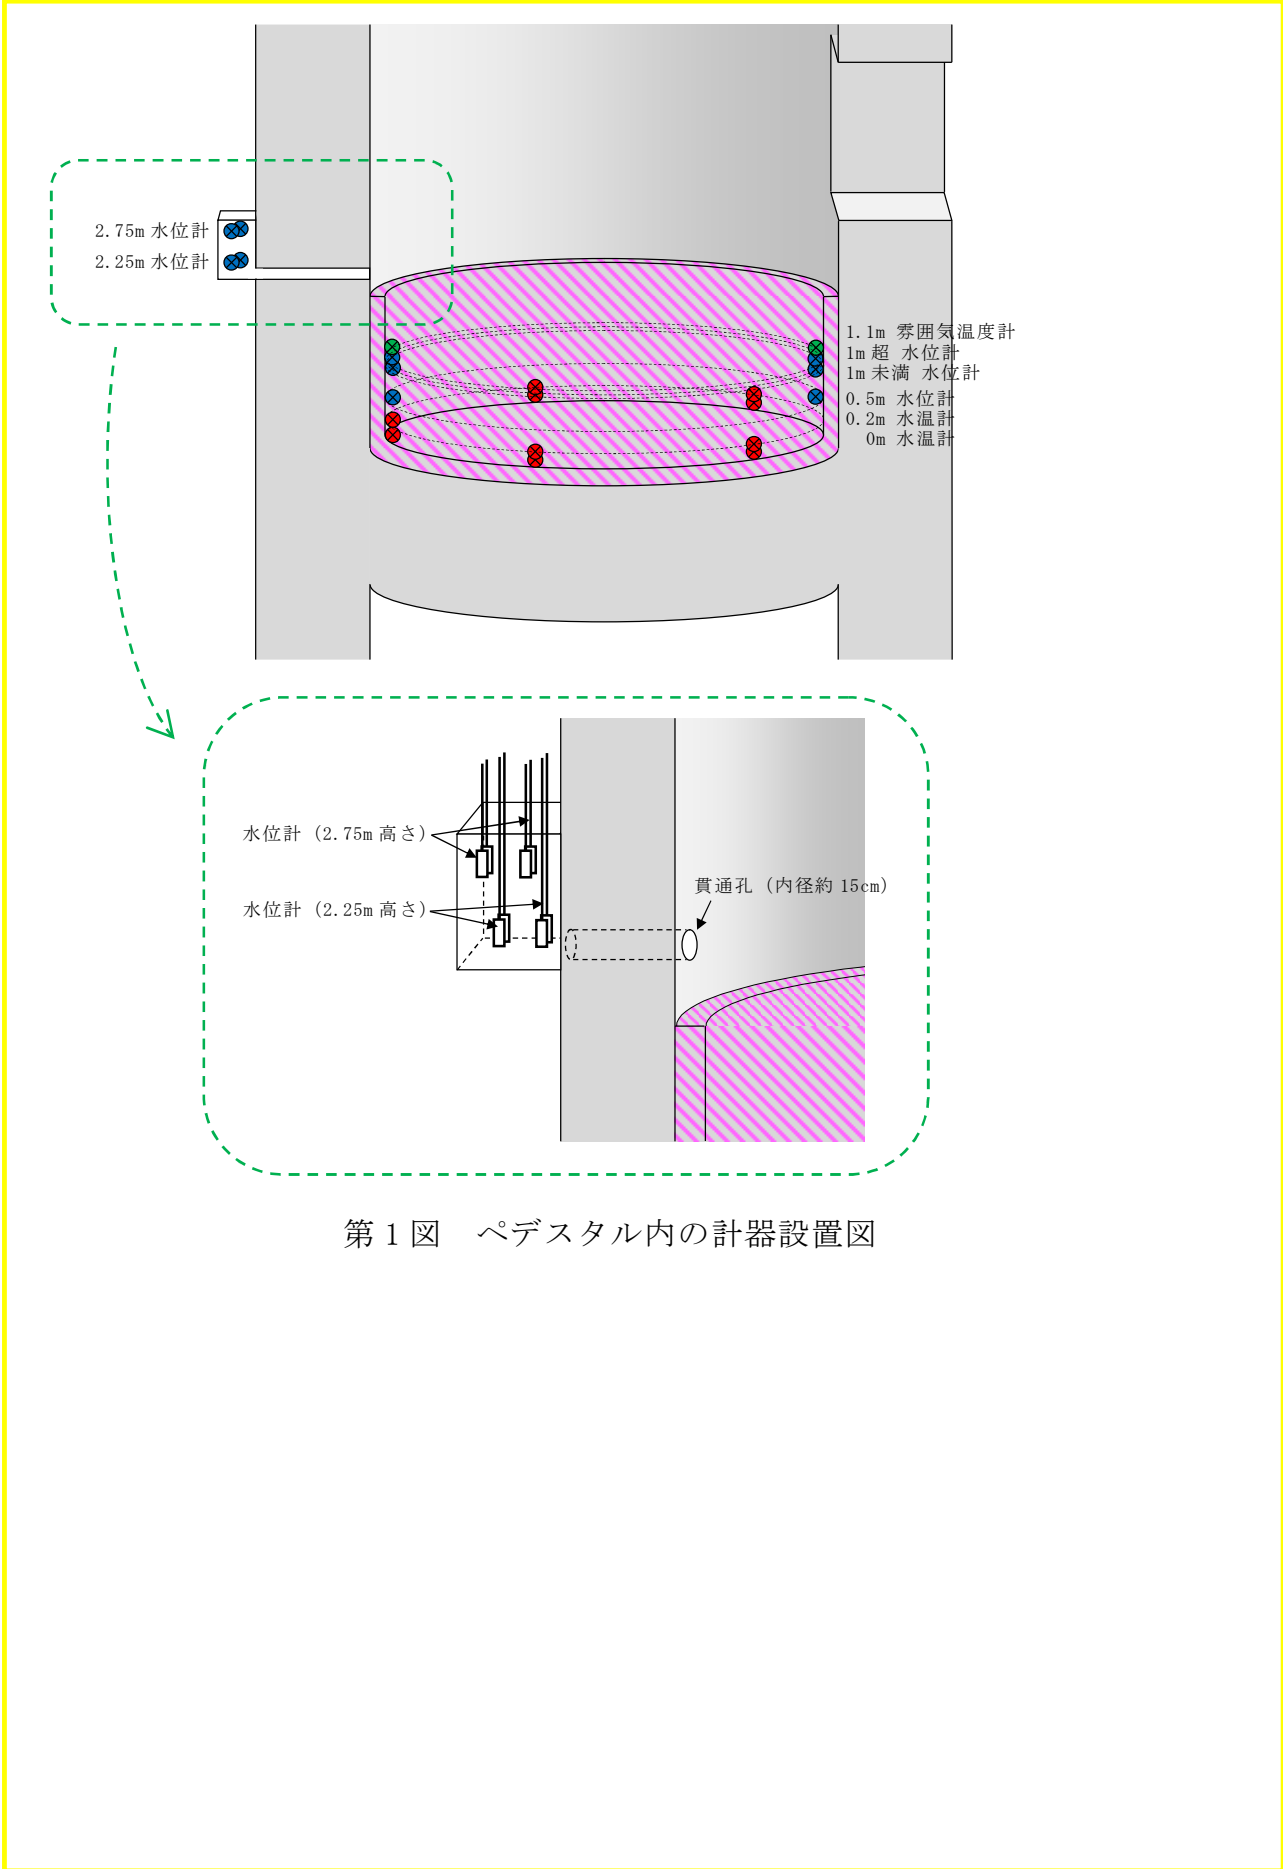 2.75m 水位計
2.25m 水位計
1.1m 雰囲気温度計
1m 超 水位計
1m 未満 水位計
0.5m 水位計
0.2m 水温計
0m 水温計
水位計（2.75m 高さ）
貫通孔（内径約 15cm）
水位計（2.25m 高さ）
第１図　ペデスタル内の計器設置図